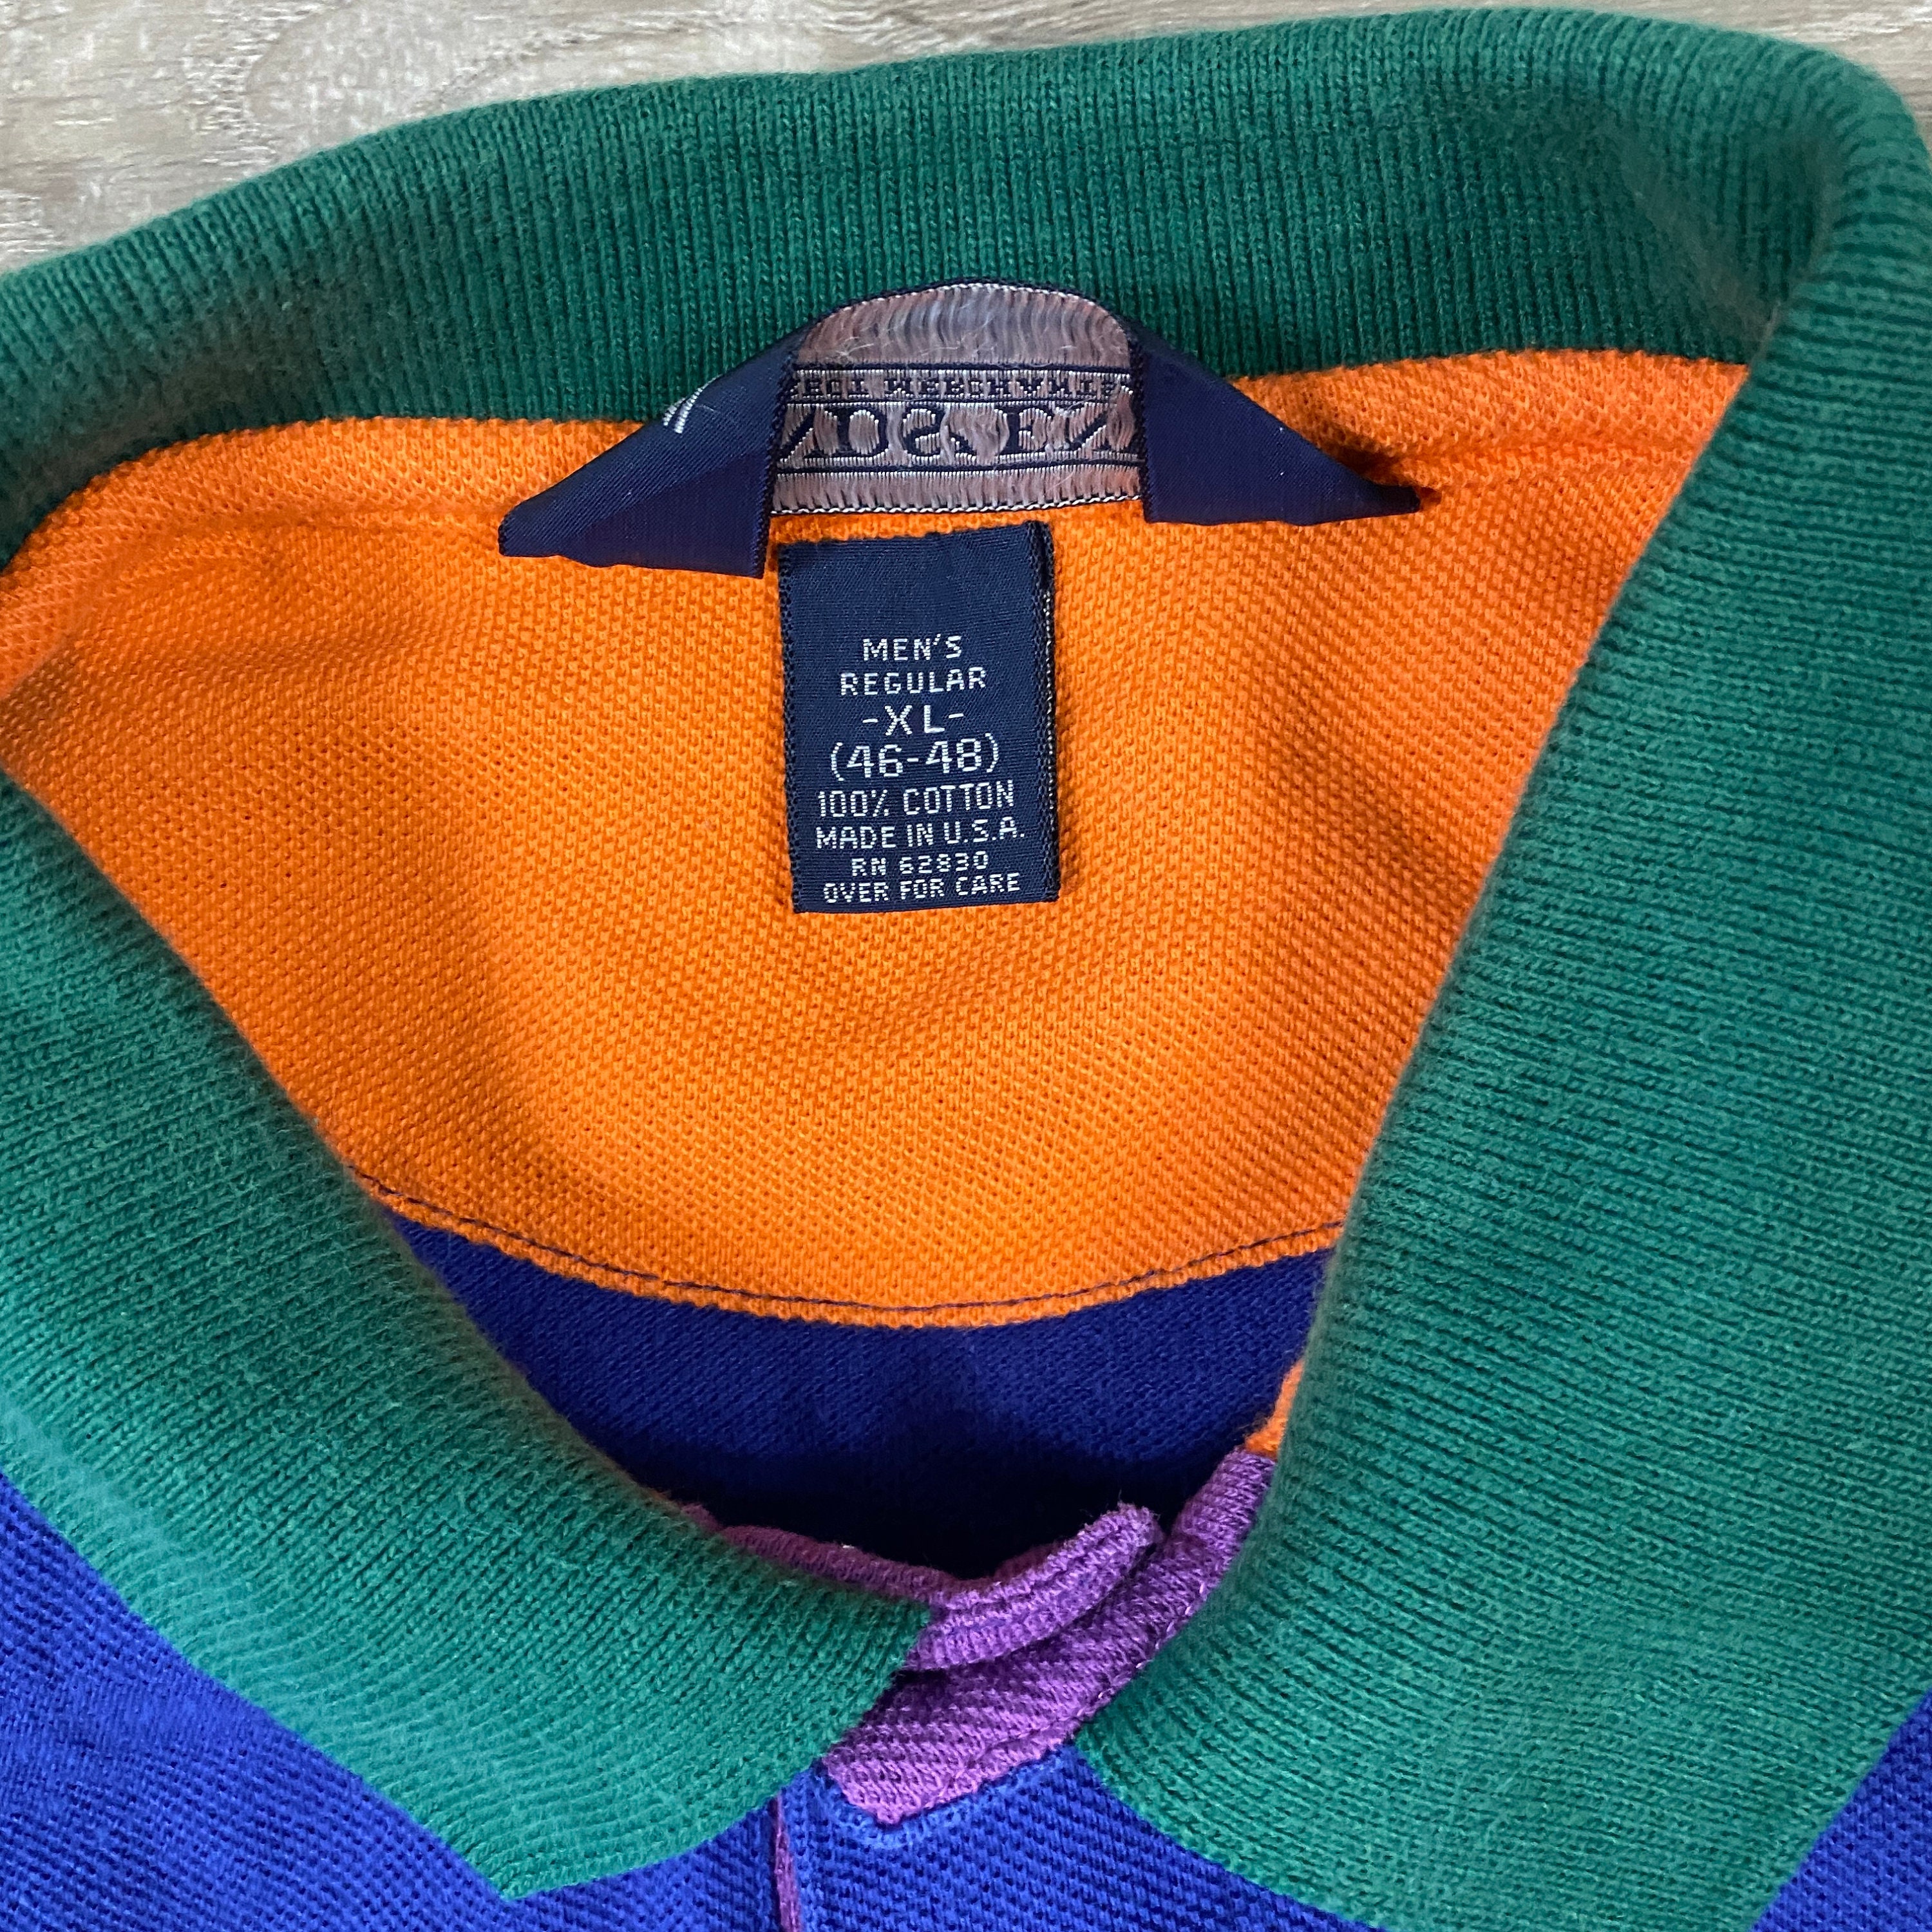 MEN'S
REGULAR
-XL-
(46-48)
100% COTTON
MADE IN U.S.A.
RN 62830
OVER FOR CARE